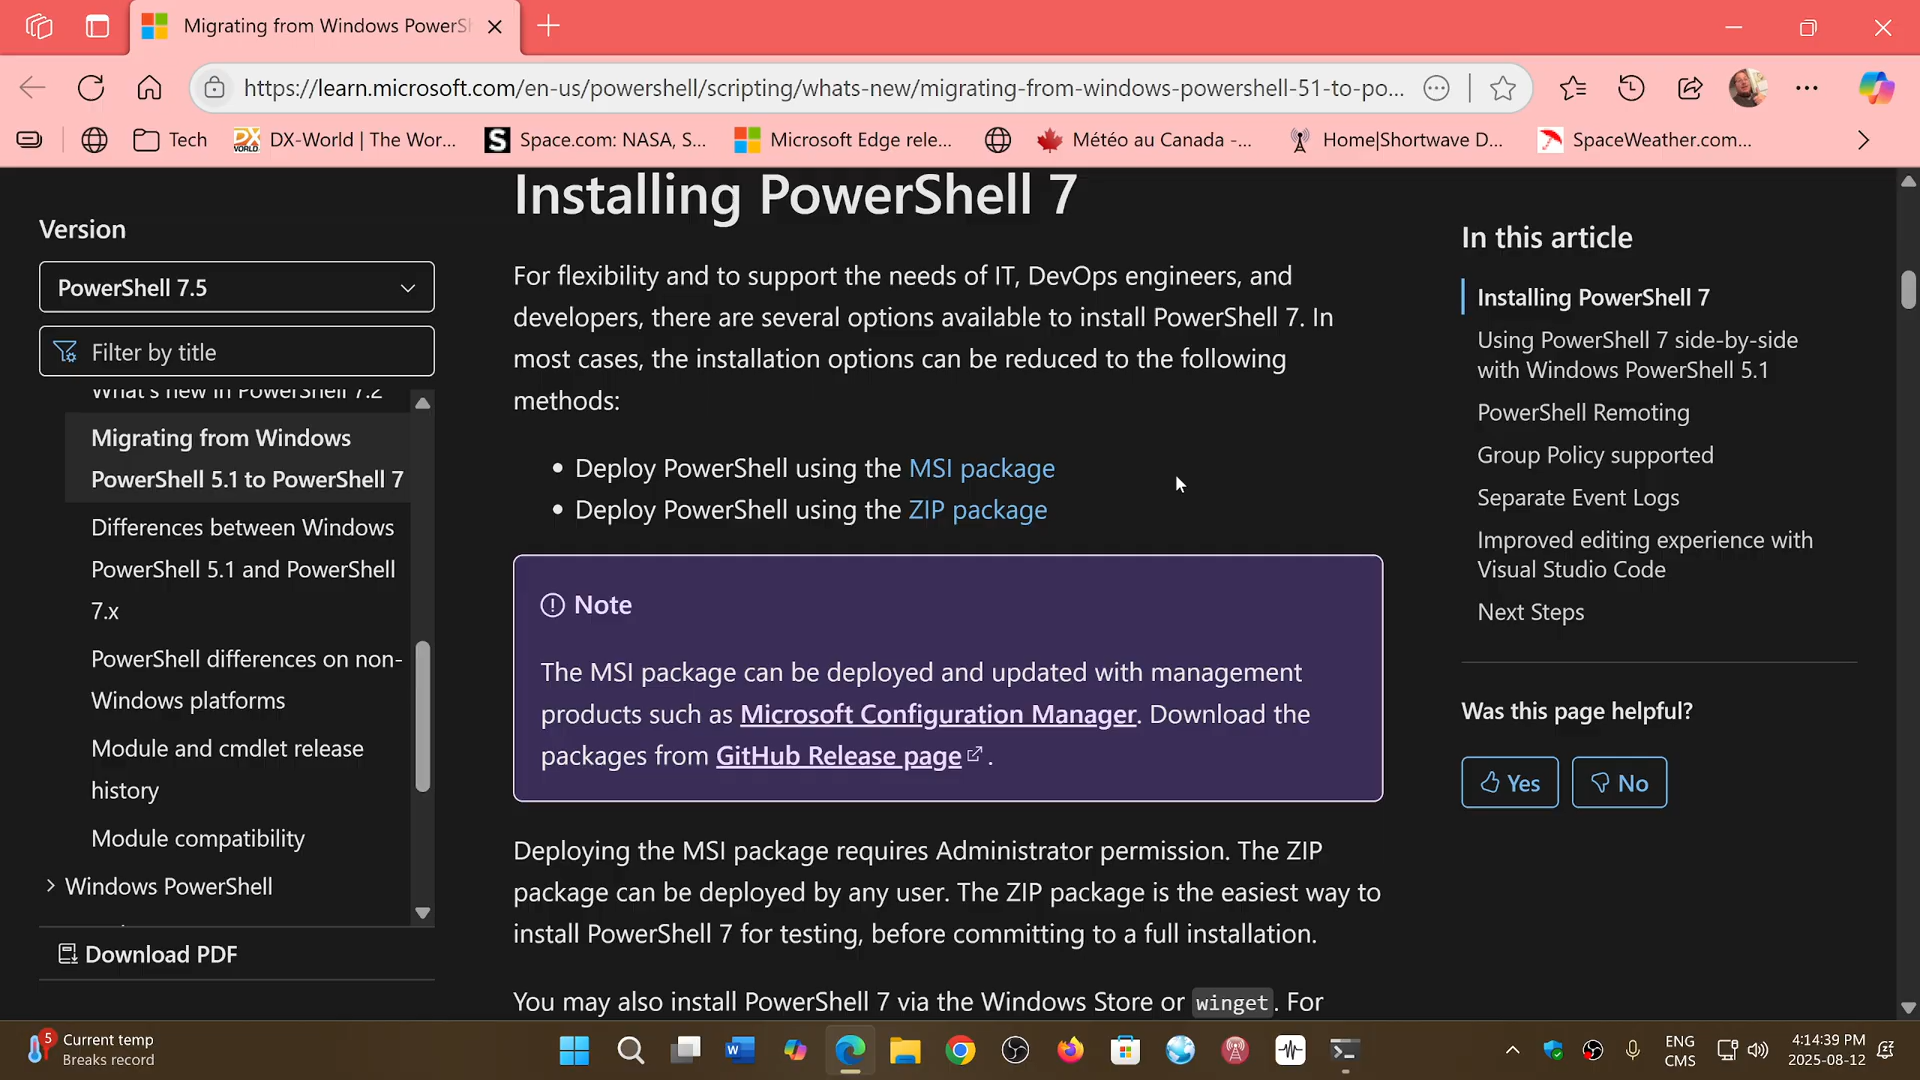 Migrating from Windows PowerS
https://learn.microsoft.com/en-us/powershell/scripting/whats-new/migrating-from-windows-powershell-51-to-po...
Tech
DX-World | The Wor...
Space.com: NASA, S...
Microsoft Edge rele...
Météo au Canada -...
Home|Shortwave D...
SpaceWeather.com...
Version
PowerShell 7.5
Filter by title
What's new in PowerShell 7.2
Migrating from Windows
PowerShell 5.1 to PowerShell 7
Differences between Windows
PowerShell 5.1 and PowerShell
7.x
PowerShell differences on non-
Windows platforms
Module and cmdlet release
history
Module compatibility
Windows PowerShell
Download PDF
Installing PowerShell 7
For flexibility and to support the needs of IT, DevOps engineers, and
developers, there are several options available to install PowerShell 7. In
most cases, the installation options can be reduced to the following
methods:
• Deploy PowerShell using the MSI package
• Deploy PowerShell using the ZIP package
Note
The MSI package can be deployed and updated with management
products such as Microsoft Configuration Manager. Download the
packages from GitHub Release page.
Deploying the MSI package requires Administrator permission. The ZIP
package can be deployed by any user. The ZIP package is the easiest way to
install PowerShell 7 for testing, before committing to a full installation.
You may also install PowerShell 7 via the Windows Store or winget. For
In this article
Installing PowerShell 7
Using PowerShell 7 side-by-side
with Windows PowerShell 5.1
PowerShell Remoting
Group Policy supported
Separate Event Logs
Improved editing experience with
Visual Studio Code
Next Steps
Was this page helpful?
Yes
No
5
Current temp
Breaks record
ENG
CMS
4:14:39 PM
2025-08-12